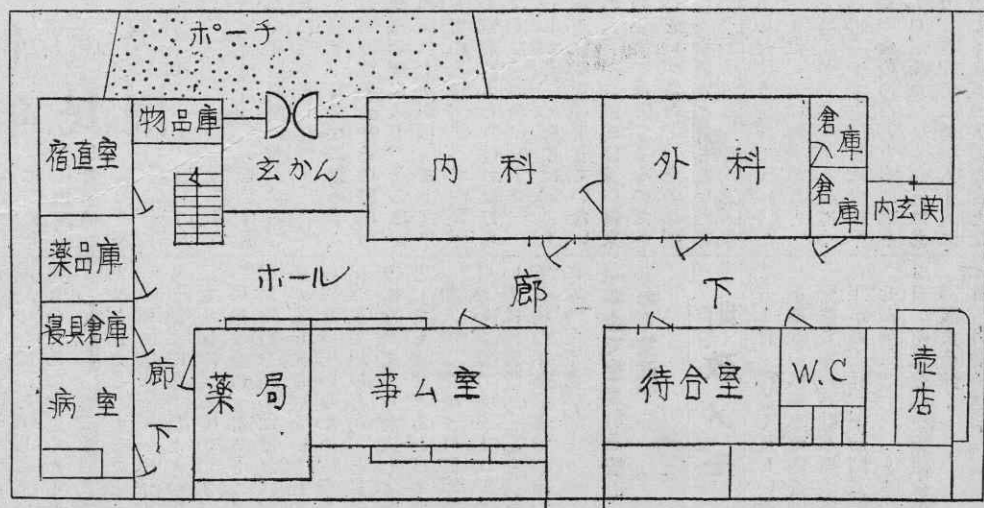 ポーチ
物品庫
宿直室
玄かん
内科
外科
倉庫
倉庫
内玄関
薬品庫
ホール
廊下
寝具倉庫
廊下
病室
薬局
事ム室
待合室
W.C
売店